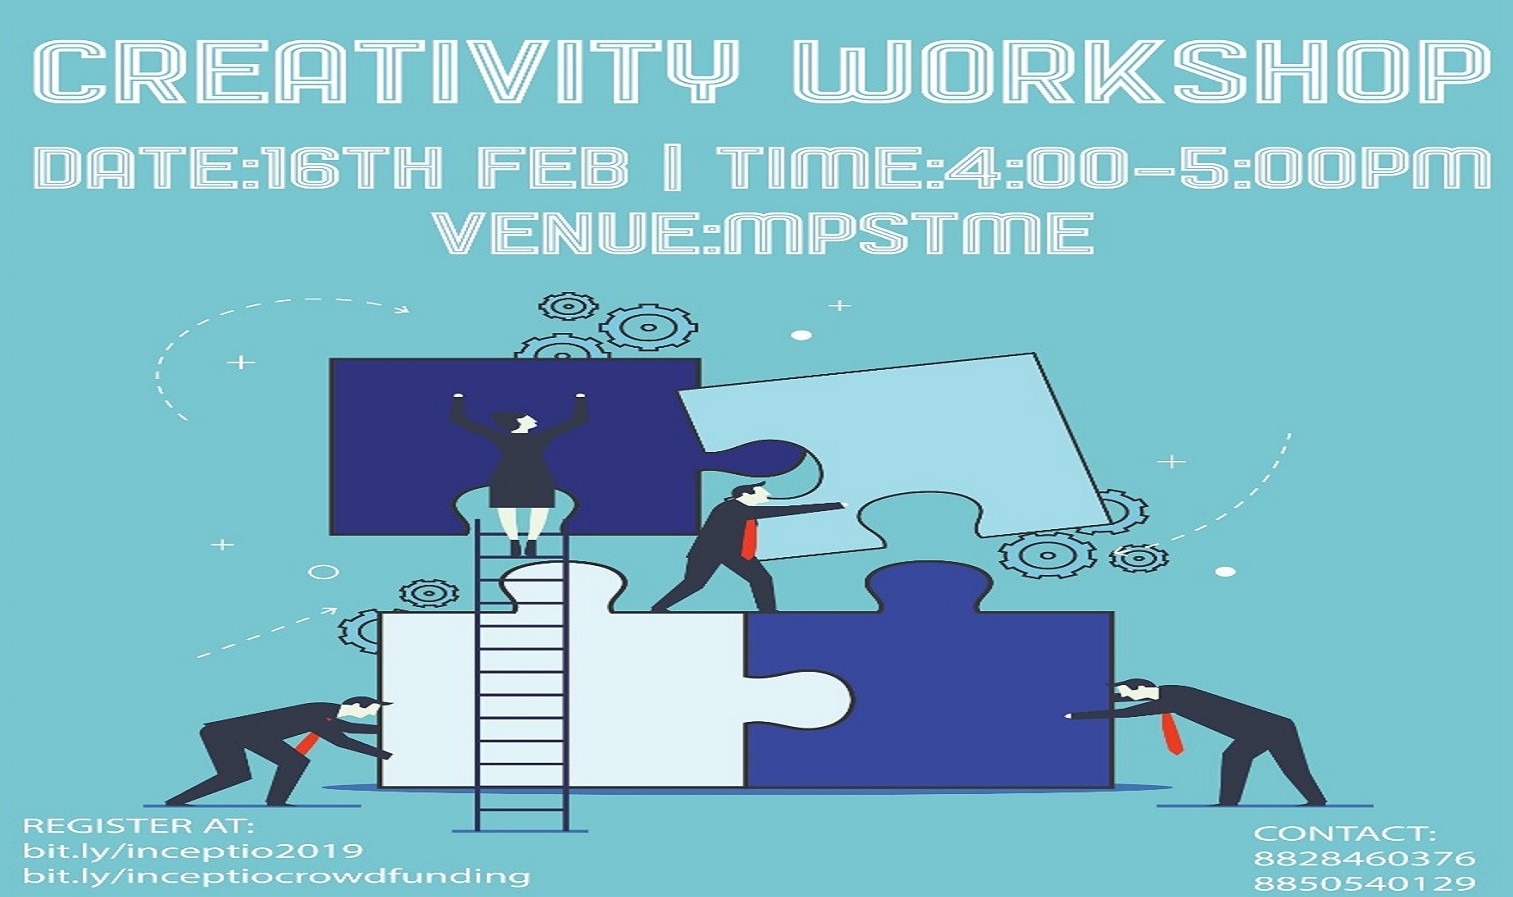 CREATIVITY WORKSHOP
DATE:16TH FEB | TIME:4:00-5:00PM
VENUE:MPSTME
REGISTER AT:
bit.ly/inceptio2019
bit.ly/inceptiocrowdfunding
CONTACT:
8828460376
8850540129